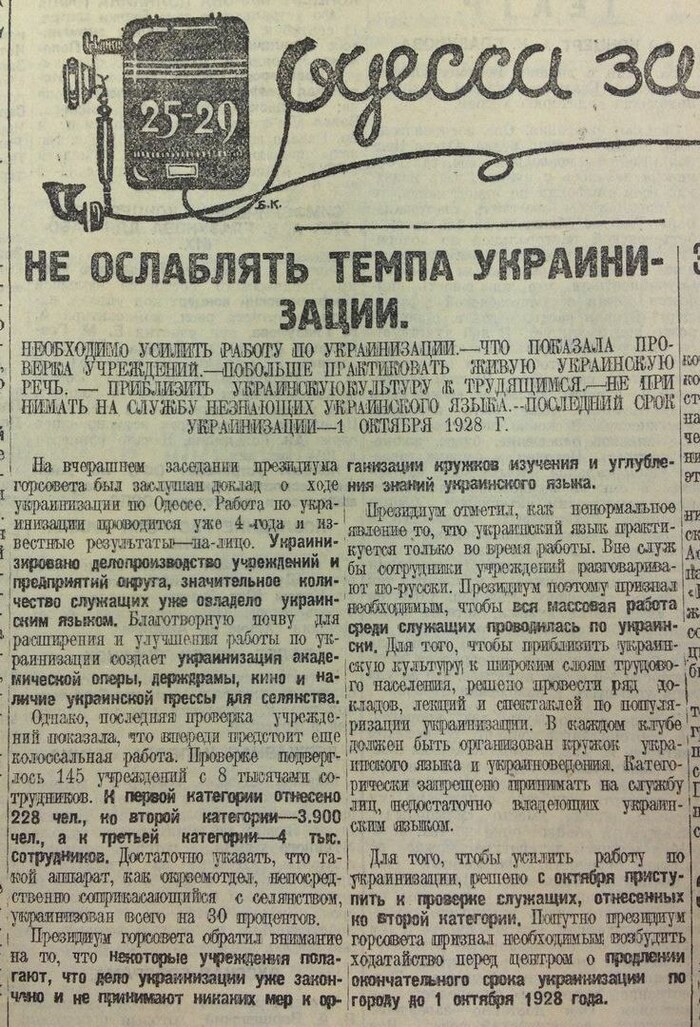 25-29
Одесса за
Б.К.
НЕ ОСЛАБЛЯТЬ ТЕМПА УКРАИНИ-
ЗАЦИИ.
НЕОБХОДИМО УСИЛИТЬ РАБОТУ ПО УКРАИНИЗАЦИИ.—ЧТО ПОКАЗАЛА ПРО-
ВЕРКА УЧРЕЖДЕНИЙ.—ПОБОЛЬШЕ ПРАКТИКОВАТЬ ЖИВУЮ УКРАИНСКУЮ
РЕЧЬ. — ПРИБЛИЗИТЬ УКРАИНСКУЮ КУЛЬТУРУ К ТРУДЯЩИМСЯ.—НЕ ПРИ
НИМАТЬ НА СЛУЖБУ НЕЗНАЮЩИХ УКРАИНСКОГО ЯЗЫКА.--ПОСЛЕДНИЙ СРОК
УКРАИНИЗАЦИИ—1 ОКТЯБРЯ 1928 Г.
На вчерашнем заседании президиума
горсовета был заслушан доклад о ходе
украинизации по Одессе. Работа по укра-
инизации проводится уже 4 года и из-
вестные результаты—на-лицо. Украини-
зировано делопроизводство учреждений и
предприятий округа, значительное коли-
чество служащих уже овладело украин-
ским языком. Благотворную почву для
расширения и улучшения работы по ук-
раинизации создает украинизация акаде-
мической оперы, держдрамы, кино и на-
личие украинской прессы для селянства.
Однако, последняя проверка учрежде-
ний показала, что впереди предстоит еще
колоссальная работа. Проверке подверг-
лось 145 учреждений с 8 тысячами со-
трудников. К первой категории отнесено
228 чел., ко второй категории—3.900
чел., а к третьей категории—4 тыс.
сотрудников. Достаточно указать, что та-
кой аппарат, как окрземотдел, непосред-
ственно соприкасающийся с селянством,
украинизован всего на 30 процентов.
Президиум горсовета обратил внимание
на то, что некоторые учреждения пола-
гают, что дело украинизации уже закон-
чено и не принимают никаких мер к ор-
ганизации кружков изучения и углубле-
ния знаний украинского языка.
Президиум отметил, как ненормальное
явление то, что украинский язык практи-
куется только во время работы. Вне служ
бы сотрудники учреждений разговарива-
ют по-русски. Президиум поэтому признал
необходимым, чтобы вся массовая работа
среди служащих проводилась по украин-
ски. Для того, чтобы приблизить украин-
скую культуру к широким слоям трудово-
го населения, решено провести ряд до-
кладов, лекций и спектаклей по популя-
ризации украинизации. В каждом клубе
должен быть организован кружок укра-
инского языка и украиноведения. Катего-
рически запрещено принимать на службу
лиц, недостаточно владеющих украин-
ским языком.
Для того, чтобы усилить работу по
украинизации, решено с октября присту-
пить к проверке служащих, отнесенных
ко второй категории. Попутно президиум
горсовета признал необходимым возбудить
ходатайство перед центром о продлении
окончательного срока украинизации по
городу до 1 октября 1928 года.